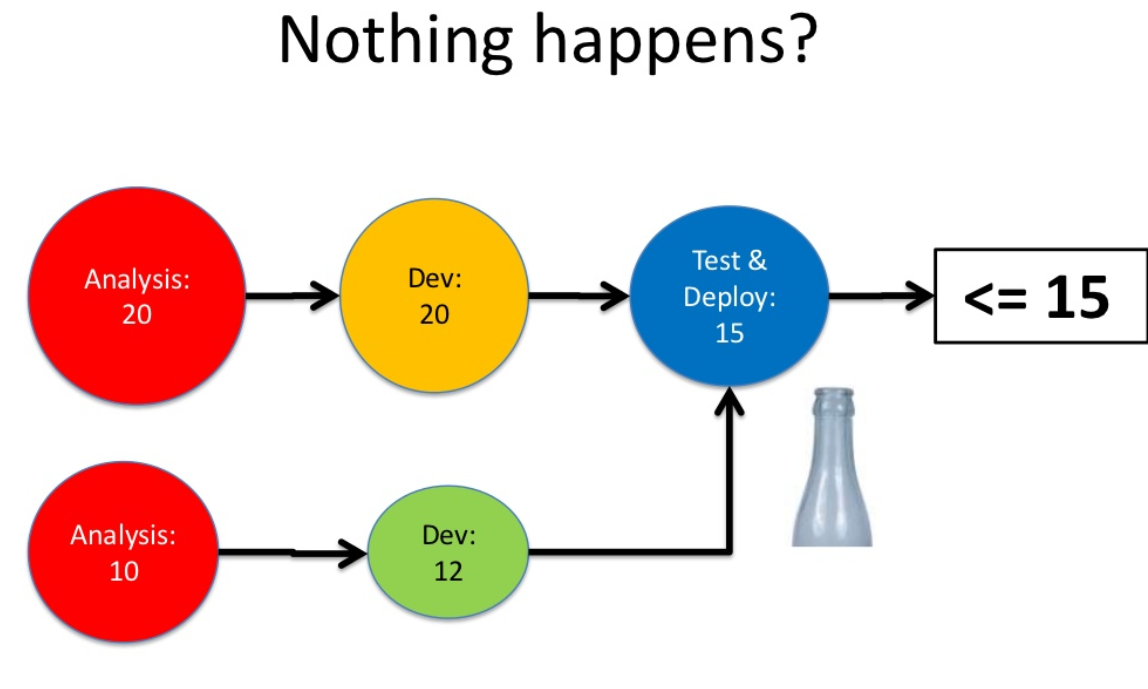 Nothing happens?
Analysis:
20
Dev:
20
Test &
Deploy:
15
<= 15
Analysis:
10
Dev:
12